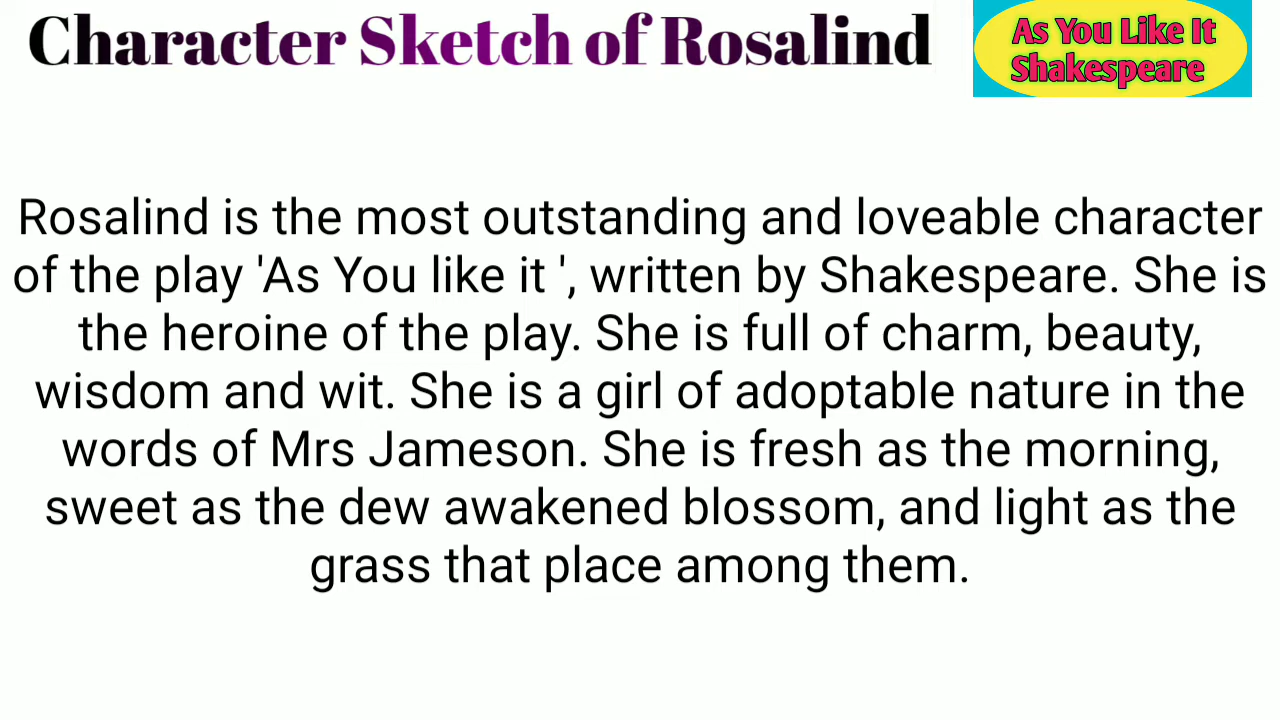 Character Sketch of Rosalind
As You Like It
Shakespeare
Rosalind is the most outstanding and loveable character
of the play 'As You like it ', written by Shakespeare. She is
the heroine of the play. She is full of charm, beauty,
wisdom and wit. She is a girl of adoptable nature in the
words of Mrs Jameson. She is fresh as the morning,
sweet as the dew awakened blossom, and light as the
grass that place among them.